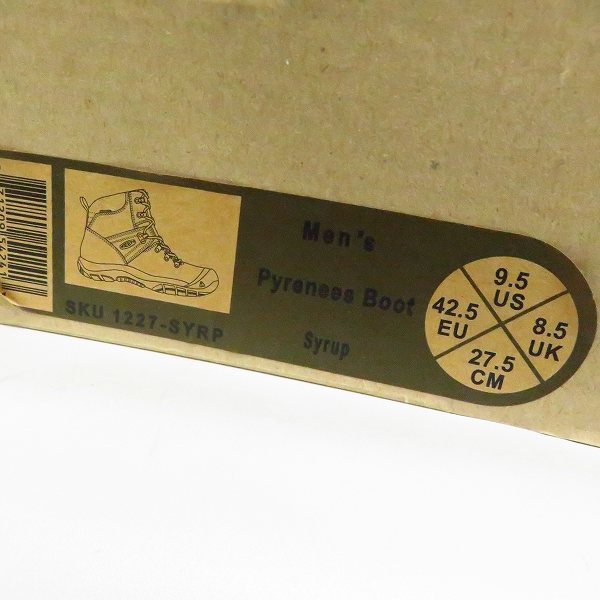 Men's
Pyrenees Boot
Syrup
SKU 1227-SYRP
9.5
US
42.5
EU
8.5
UK
27.5
CM